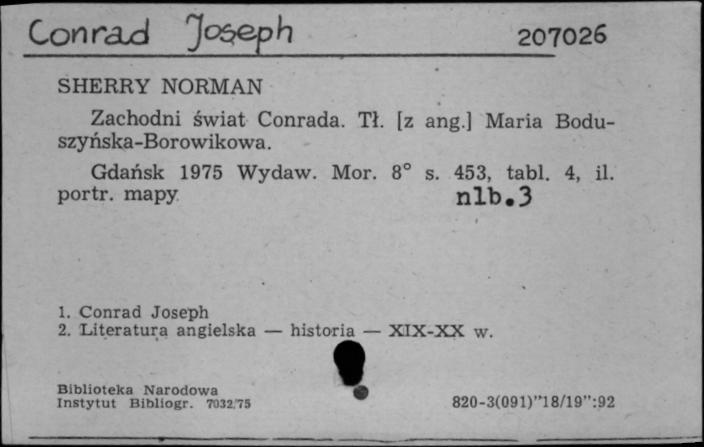 Conrad Joseph 207026
SHERRY NORMAN
Zachodni świat Conrada. Tł. [z ang.] Maria Bodu-
szyńska-Borowikowa.
Gdańsk 1975 Wydaw. Mor. 8° s. 453, tabl. 4, il.
portr. mapy nlb.3
1. Conrad Joseph
2. Literatura angielska — historia — XIX-XX w.
Biblioteka Narodowa
Instytut Bibliogr. 7032/75 820-3(091)"18/19":92